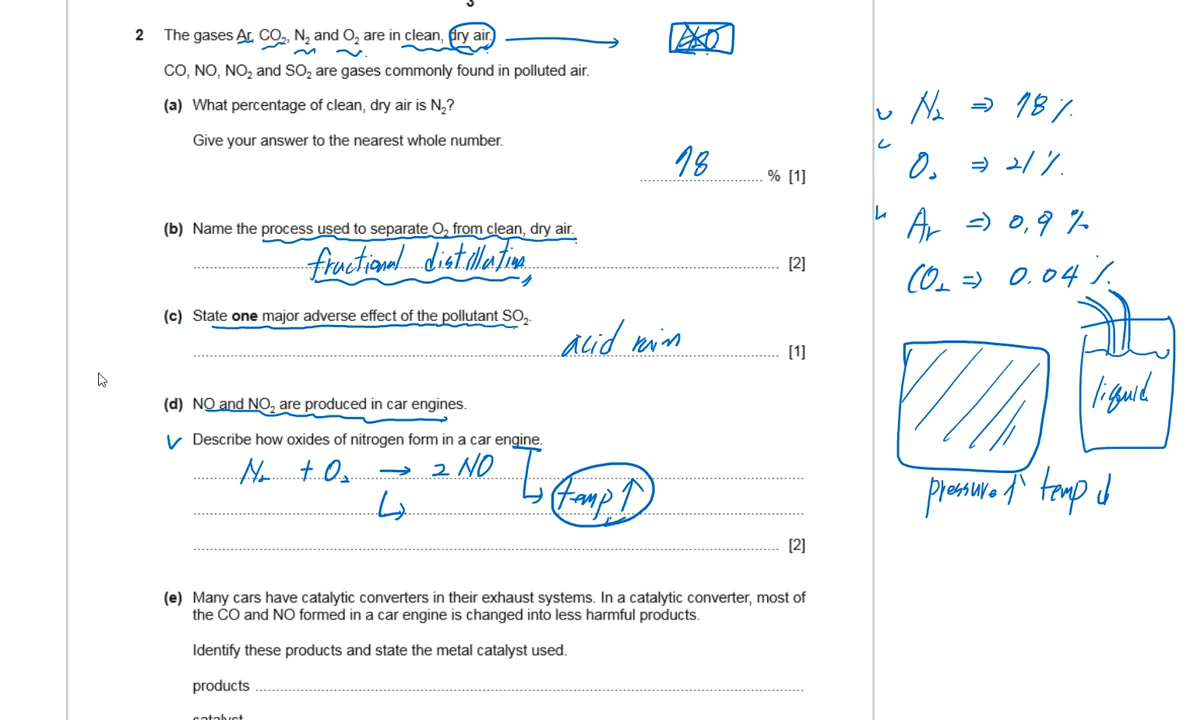 3
2 The gases Ar, CO₂, N₂ and O₂ are in clean, dry air.
CO, NO, NO₂ and SO₂ are gases commonly found in polluted air.
(a) What percentage of clean, dry air is N₂?
Give your answer to the nearest whole number.
78 % [1]
(b) Name the process used to separate O₂ from clean, dry air.
fractional distillation [2]
(c) State one major adverse effect of the pollutant SO₂.
acid rain [1]
(d) NO and NO₂ are produced in car engines.
Describe how oxides of nitrogen form in a car engine.
N₂ + O₂ → 2 NO
temp ↑
[2]
(e) Many cars have catalytic converters in their exhaust systems. In a catalytic converter, most of
the CO and NO formed in a car engine is changed into less harmful products.
Identify these products and state the metal catalyst used.
products
catalyst
N₂ ⇒ 78 %
O₂ ⇒ 21 %
Ar ⇒ 0,9 %
CO₂ ⇒ 0.04 %
liquid
pressure ↑ temp ↓